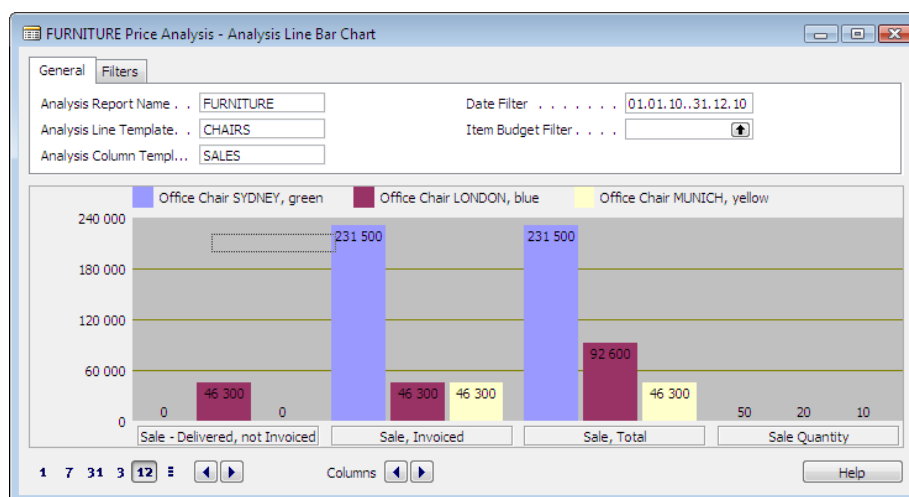 FURNITURE Price Analysis - Analysis Line Bar Chart
General Filters
Analysis Report Name . . FURNITURE Date Filter . . . . . . . 01.01.10..31.12.10
Analysis Line Template. . CHAIRS Item Budget Filter . . . .
Analysis Column Templ... SALES
Office Chair SYDNEY, green Office Chair LONDON, blue Office Chair MUNICH, yellow
240 000
231 500 231 500
180 000
120 000
92 600
60 000
46 300 46 300 46 300 46 300
0 0 50 20 10
0
Sale - Delivered, not Invoiced Sale, Invoiced Sale, Total Sale Quantity
1 7 31 3 12 Columns Help